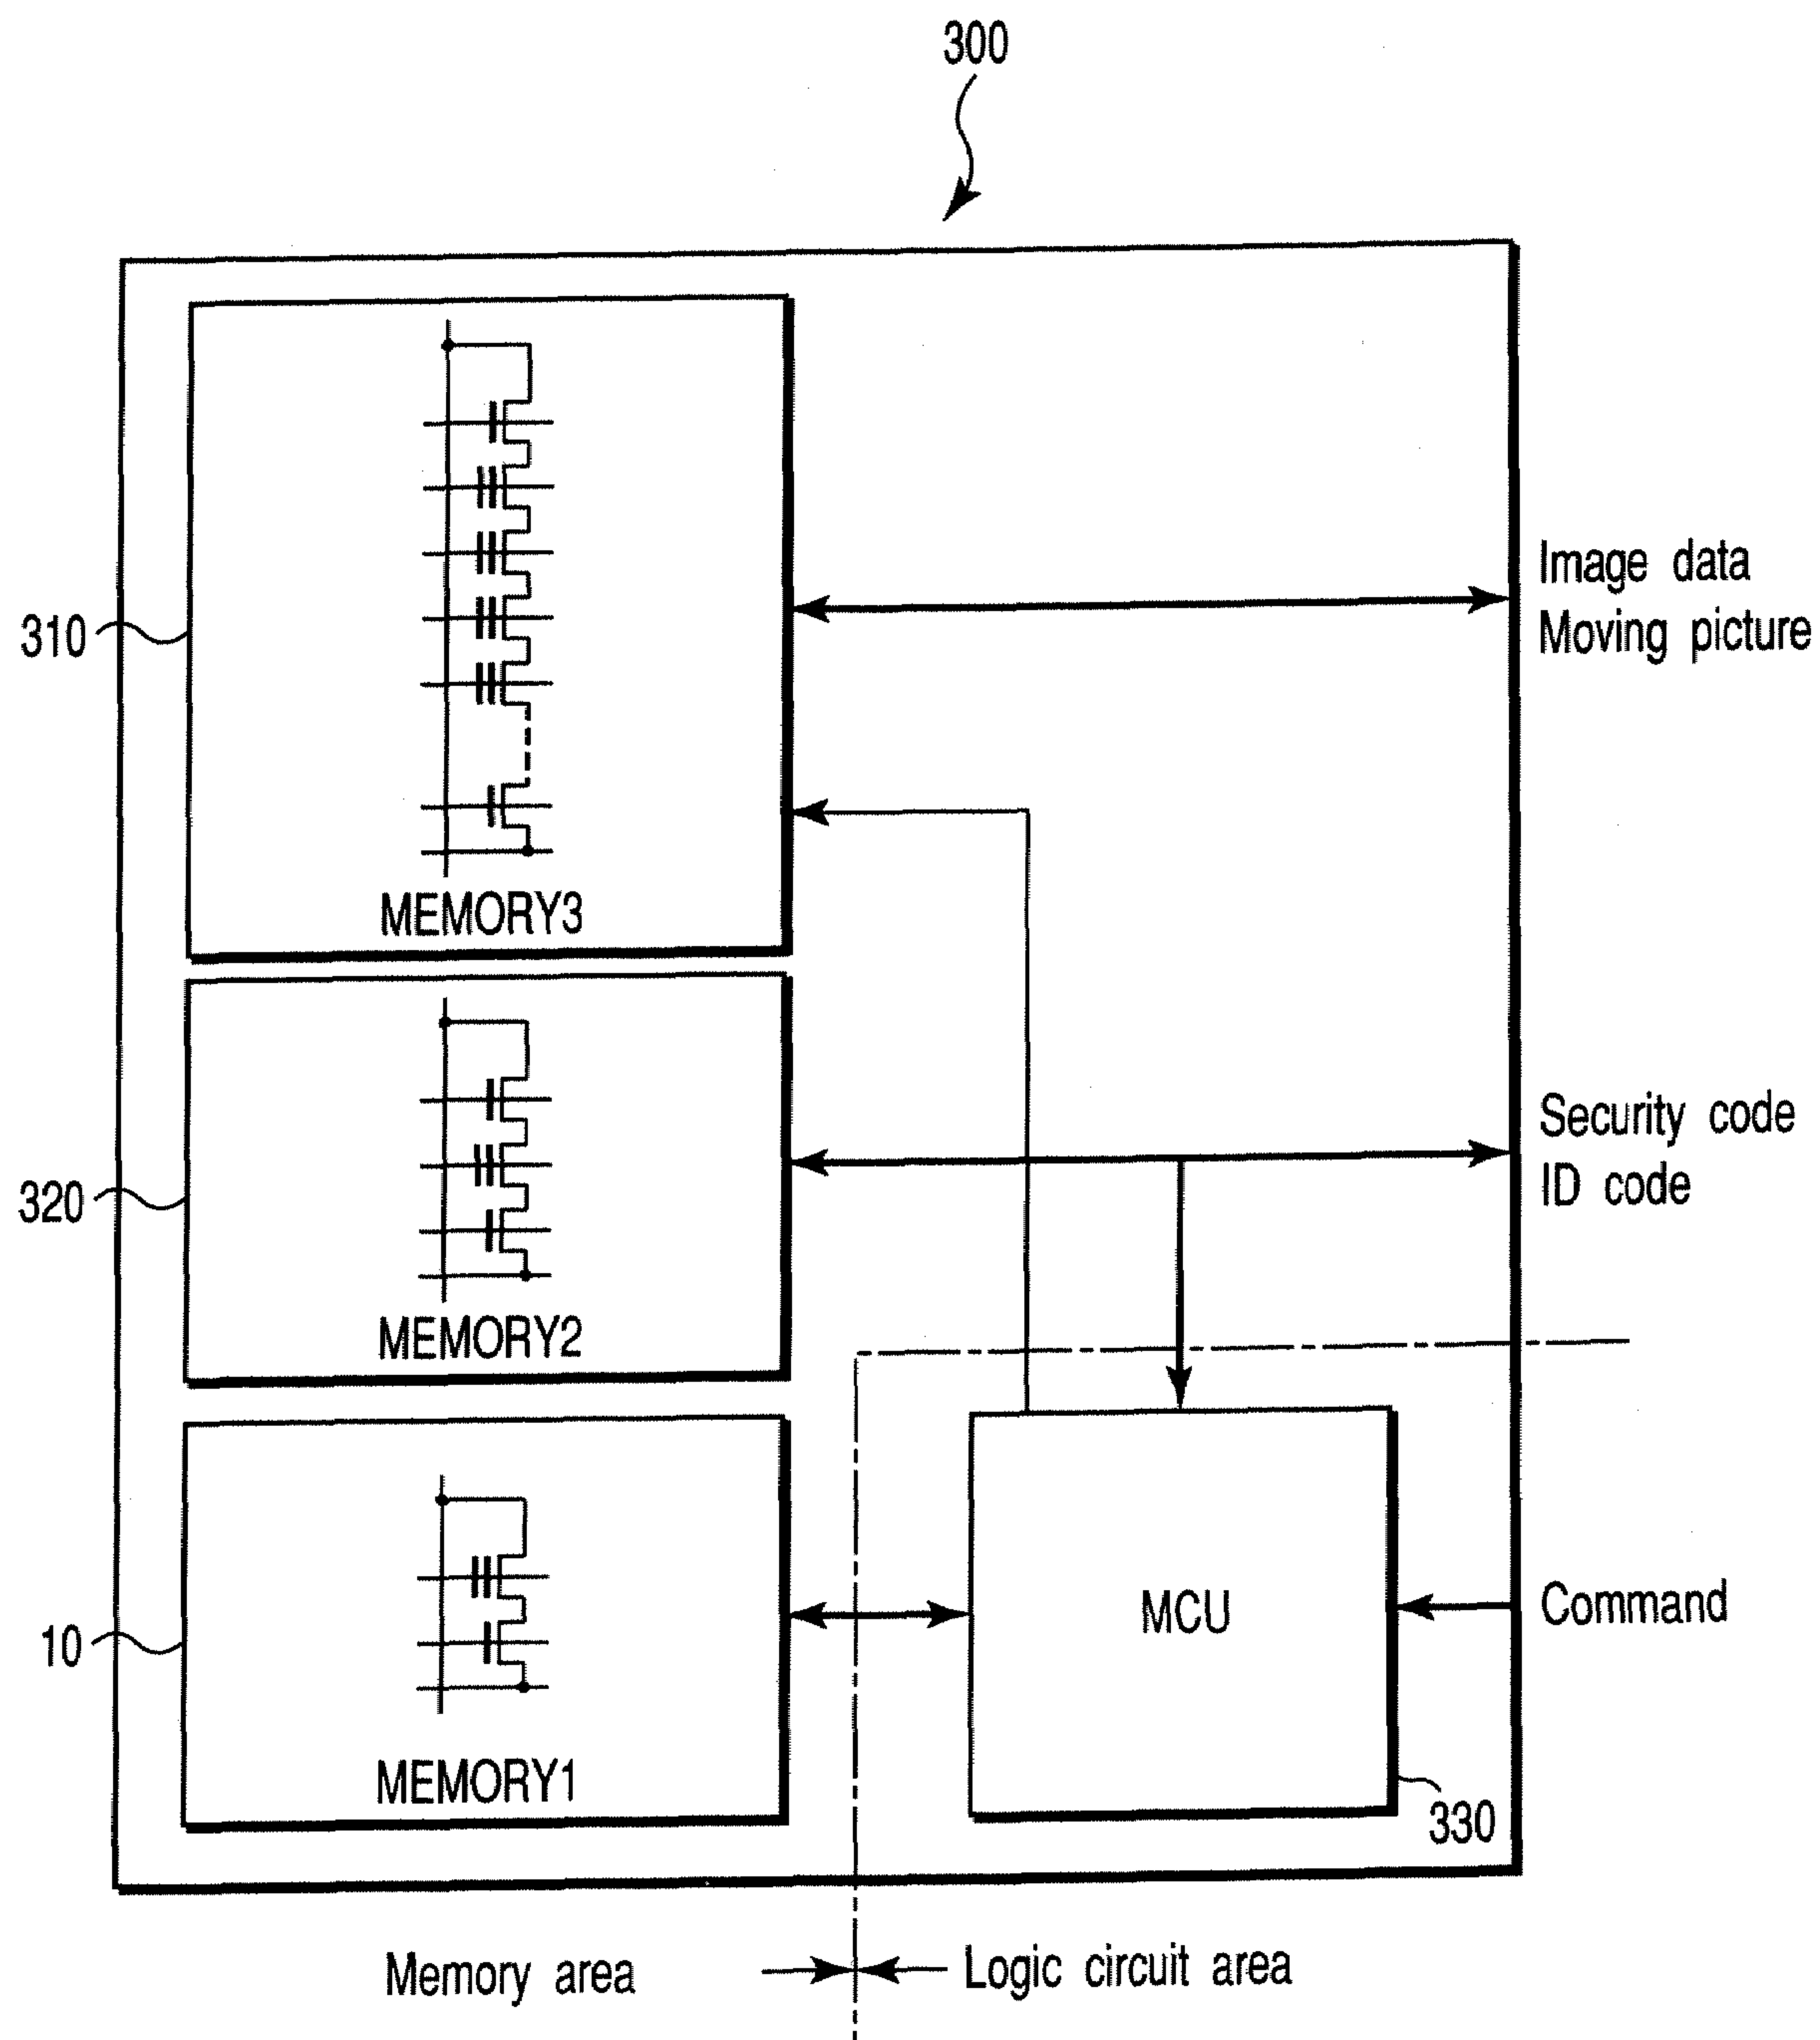 300
310
MEMORY3
Image data
Moving picture
320
MEMORY2
Security code
ID code
10
MEMORY1
MCU
Command
330
Memory area
Logic circuit area